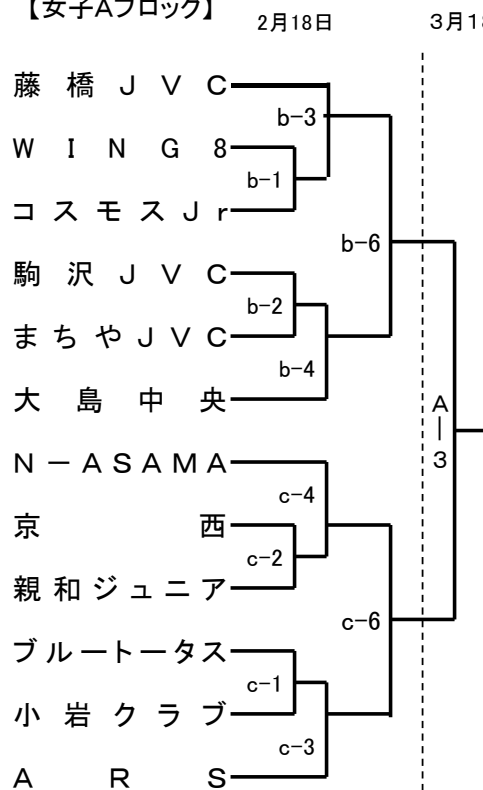 【女子Aブロック】
2月18日 3月18
藤橋JVC
b-3
WING8
b-1
コスモスJr
b-6
駒沢JVC
b-2
まちやJVC
b-4
大島中央
A|3
N-ASAMA
c-4
京西
c-2
親和ジュニア
c-6
ブルートータス
c-1
小岩クラブ
c-3
ARS